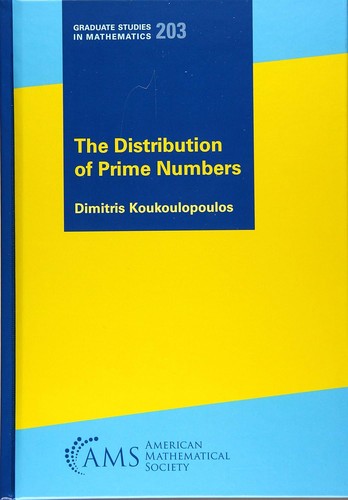 GRADUATE STUDIES
IN MATHEMATICS 203
The Distribution
of Prime Numbers
Dimitris Koukoulopoulos
AMS
AMERICAN
MATHEMATICAL
SOCIETY